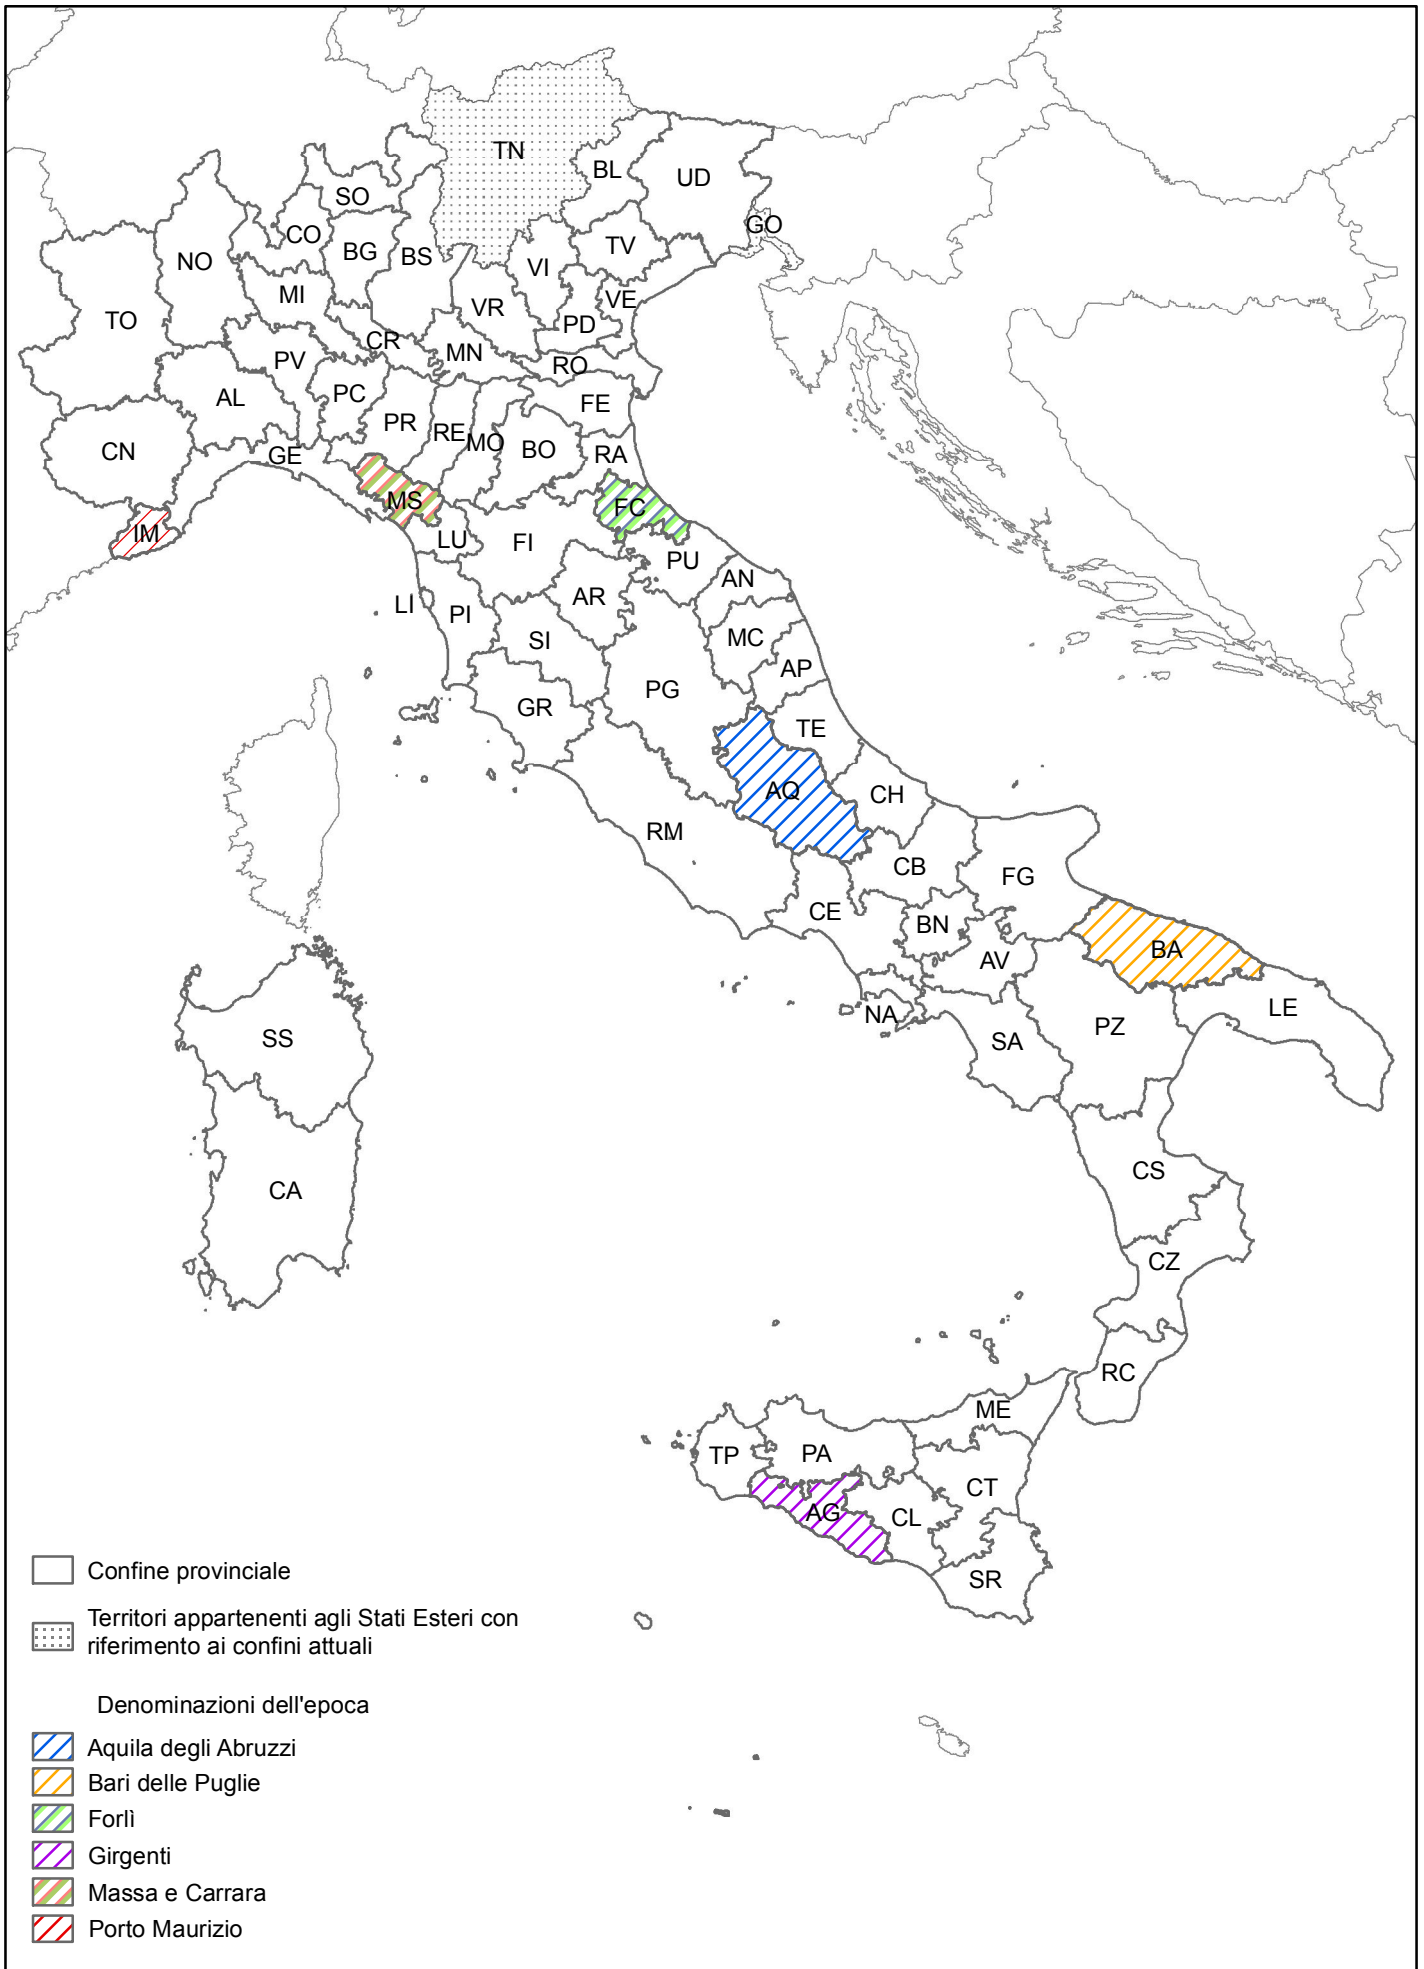 TN
BL
UD
SO
GO
CO
BG
TV
NO
BS
VI
MI
VE
VR
TO
PD
CR
MN
PV
RO
AL
PC
FE
PR
RE
MO
BO
CN
GE
RA
MS
FC
IM
LU
FI
PU
AN
LI
PI
AR
SI
MC
AP
PG
GR
TE
AQ
CH
RM
CB
FG
CE
BN
BA
AV
LE
NA
PZ
SS
SA
CS
CA
CZ
RC
ME
TP
PA
CT
AG
CL
SR
Confine provinciale
Territori appartenenti agli Stati Esteri con
riferimento ai confini attuali
Denominazioni dell'epoca
Aquila degli Abruzzi
Bari delle Puglie
Forlì
Girgenti
Massa e Carrara
Porto Maurizio